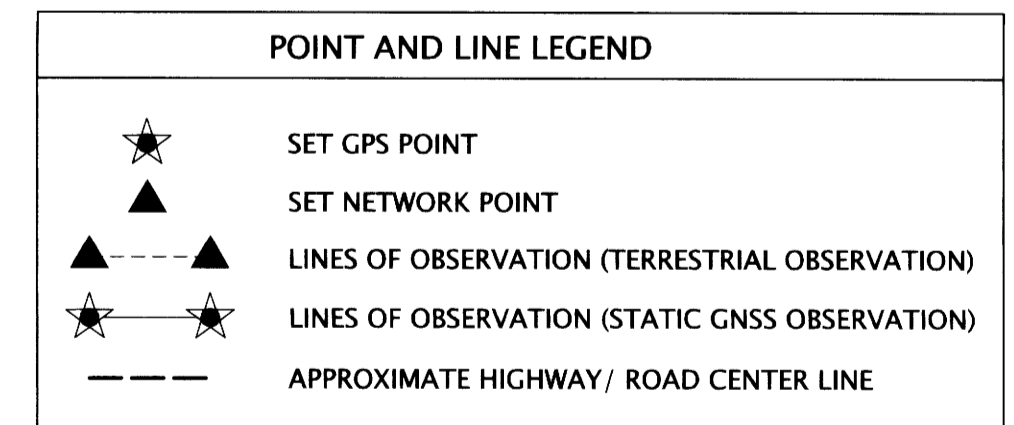 POINT AND LINE LEGEND
SET GPS POINT
SET NETWORK POINT
LINES OF OBSERVATION (TERRESTRIAL OBSERVATION)
LINES OF OBSERVATION (STATIC GNSS OBSERVATION)
APPROXIMATE HIGHWAY/ ROAD CENTER LINE